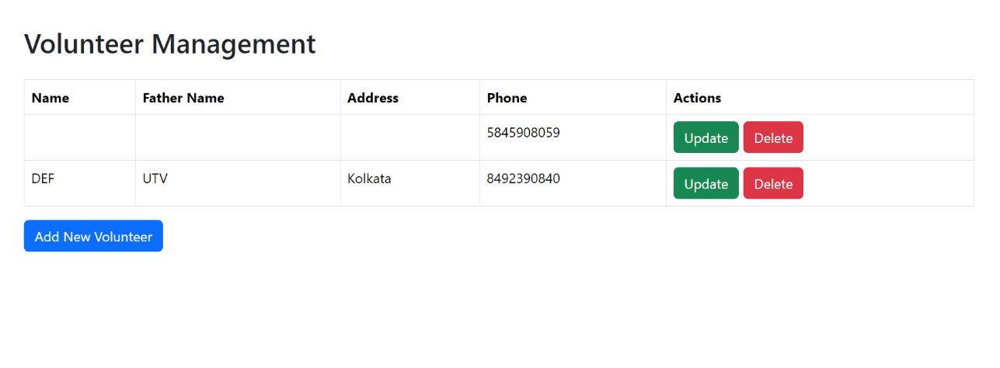 Volunteer Management
Name Father Name Address Phone Actions
5845908059 Update Delete
DEF UTV Kolkata 8492390840 Update Delete
Add New Volunteer